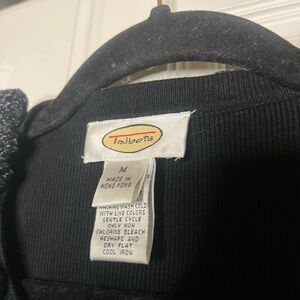 Talbots
M
MADE IN
HONG KONG
MACHINE WASH COLD
WITH LIKE COLORS
GENTLE CYCLE
ONLY NON
CHLORINE BLEACH
RESHAPE AND
DRY FLAT
COOL IRON